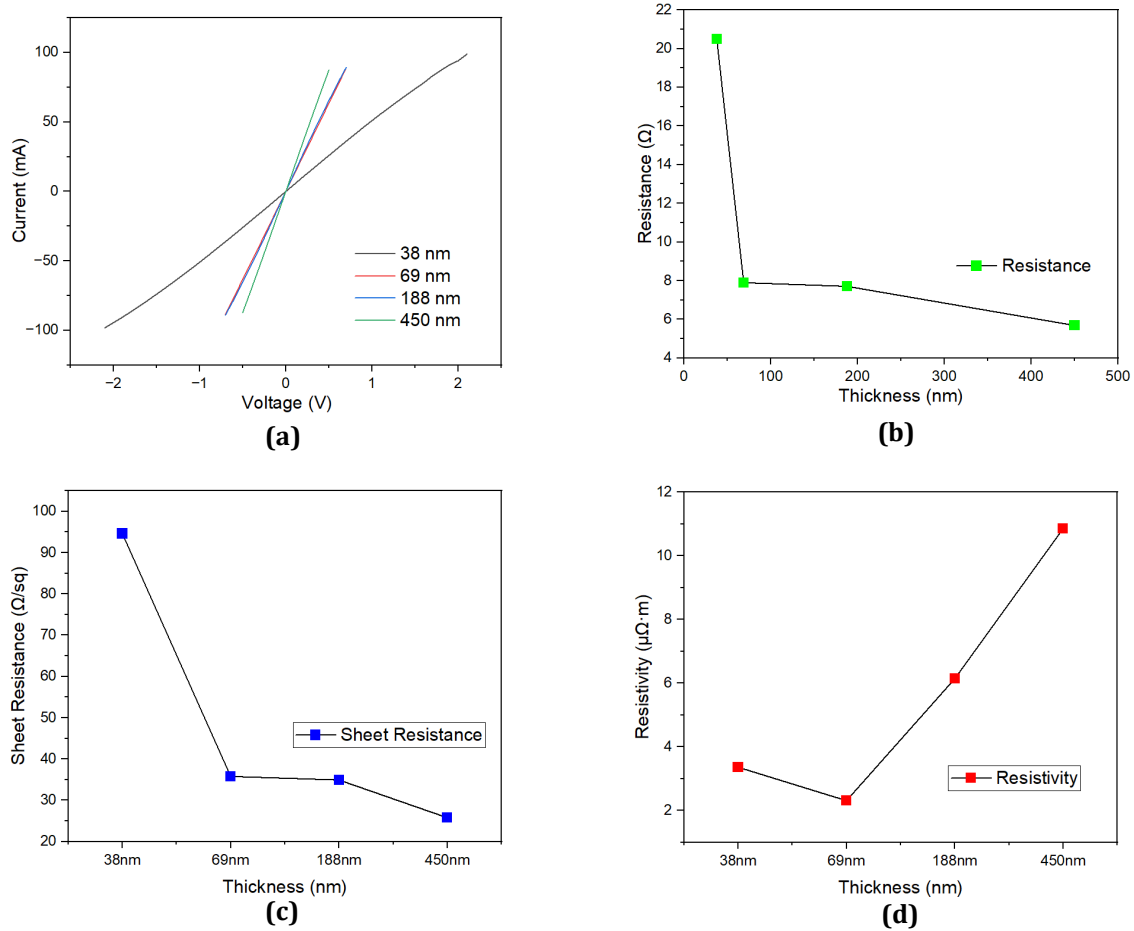 100
50
0
−50
−100
Current (mA)
38 nm
69 nm
188 nm
450 nm
−2
−1
0
1
2
Voltage (V)
(a)
22
20
18
16
14
12
10
8
6
4
Resistance (Ω)
Resistance
0
100
200
300
400
500
Thickness (nm)
(b)
100
90
80
70
60
50
40
30
20
Sheet Resistance (Ω/sq)
Sheet Resistance
38nm
69nm
188nm
450nm
Thickness (nm)
(c)
12
10
8
6
4
2
Resistivity (μΩ·m)
Resistivity
38nm
69nm
188nm
450nm
Thickness (nm)
(d)